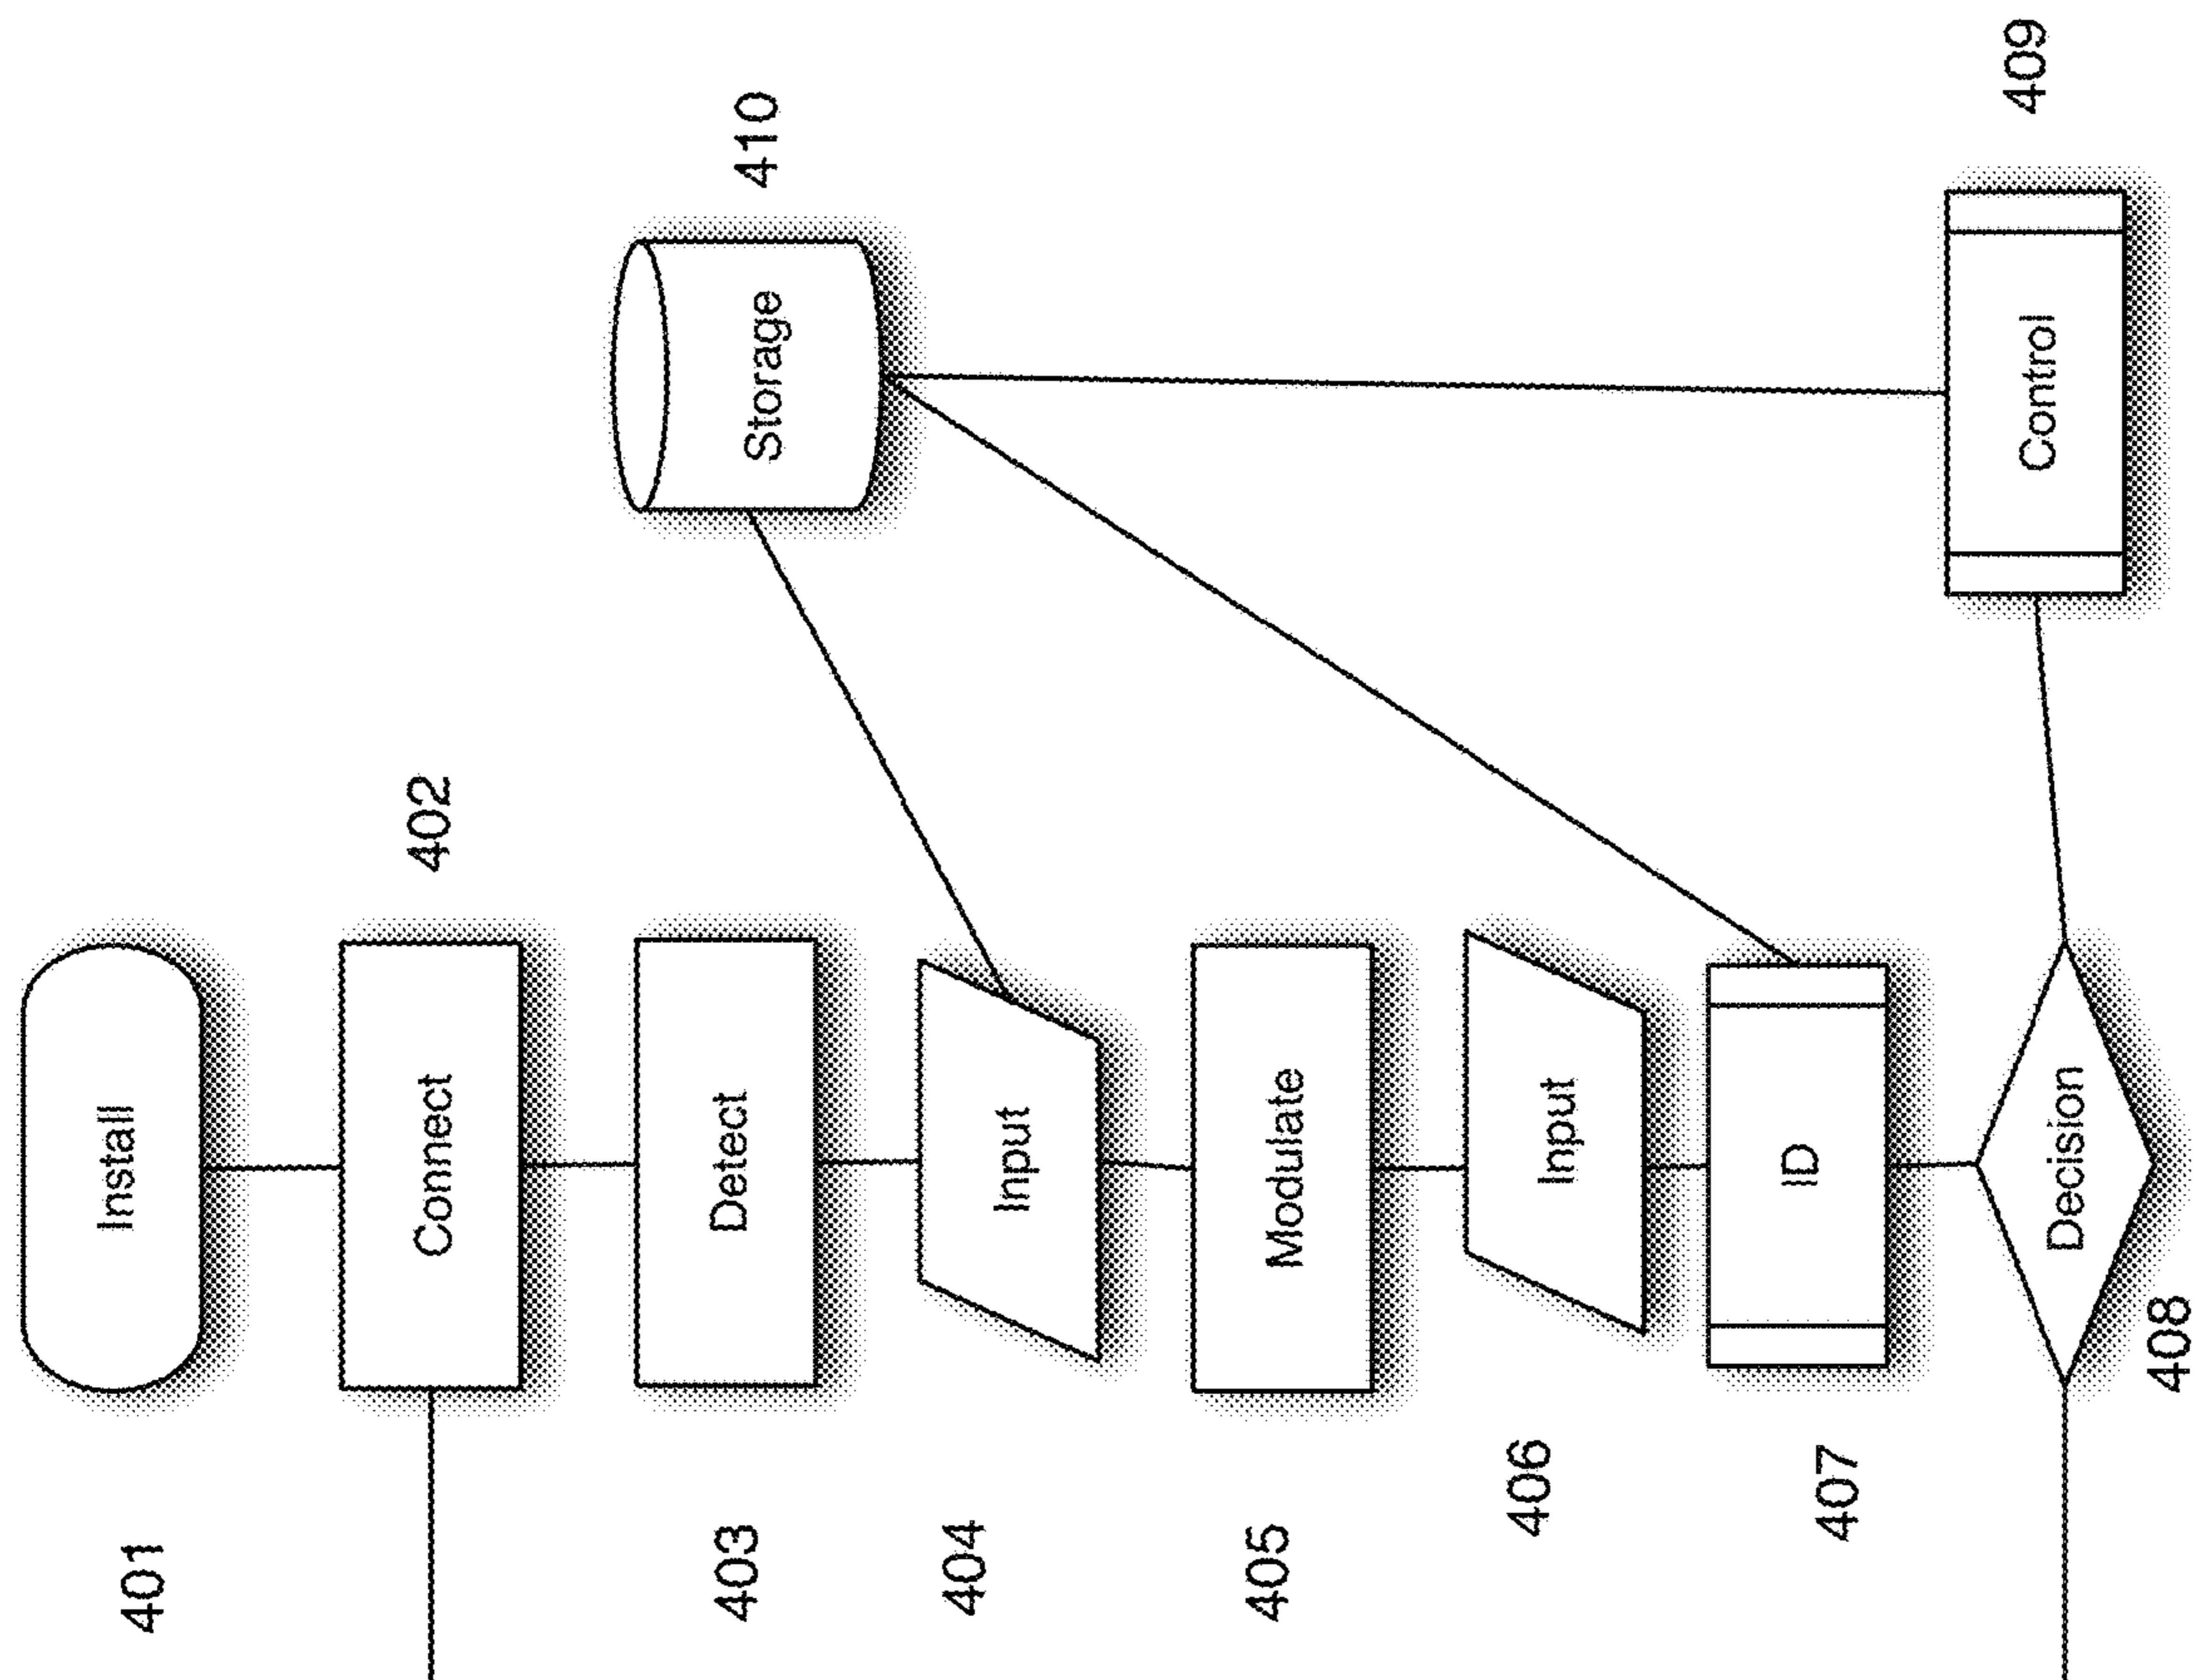 401
Install
402
Connect
403
Detect
404
Input
410
Storage
405
Modulate
406
Input
407
ID
408
Decision
409
Control